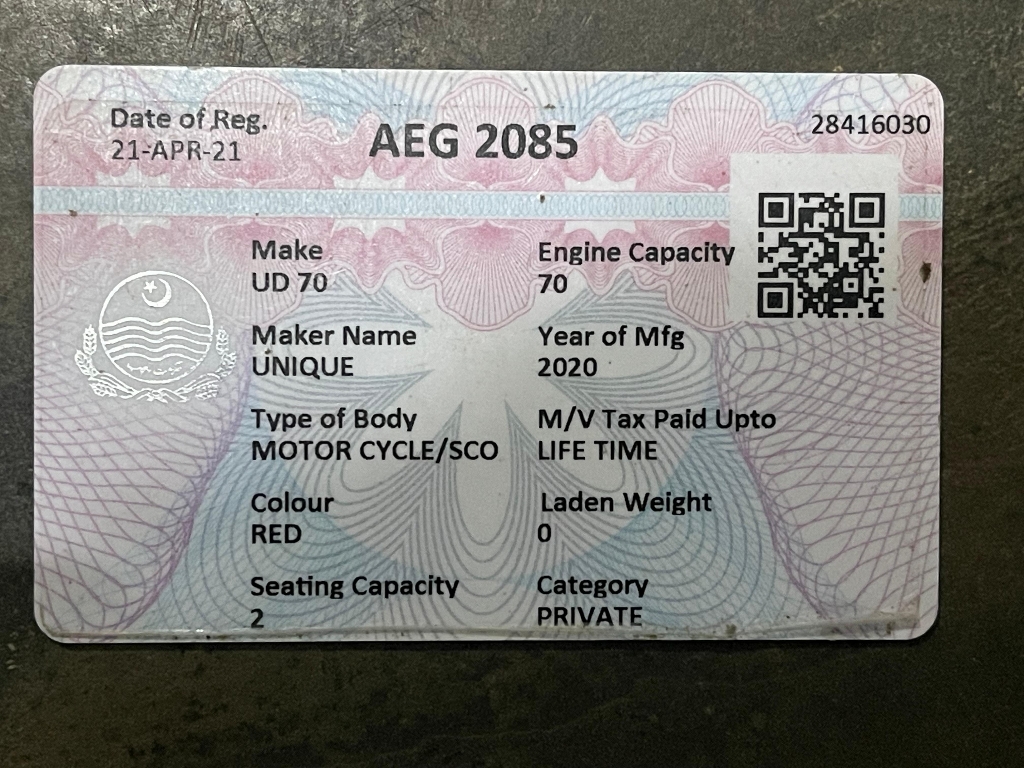 Date of Reg.
21-APR-21
AEG 2085
28416030
Make
UD 70
Engine Capacity
70
Maker Name
UNIQUE
Year of Mfg
2020
Type of Body
MOTOR CYCLE/SCO
M/V Tax Paid Upto
LIFE TIME
Colour
RED
Laden Weight
0
Seating Capacity
2
Category
PRIVATE